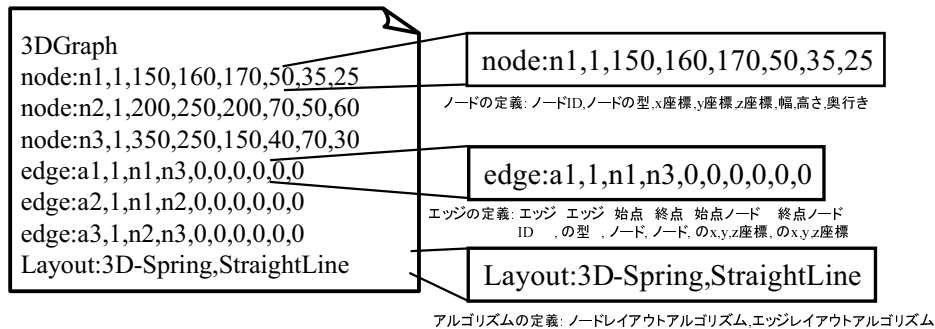 3DGraph
node:n1,1,150,160,170,50,35,25
node:n2,1,200,250,200,70,50,60
node:n3,1,350,250,150,40,70,30
edge:a1,1,n1,n3,0,0,0,0,0,0
edge:a2,1,n1,n2,0,0,0,0,0,0
edge:a3,1,n2,n3,0,0,0,0,0,0
Layout:3D-Spring,StraightLine
node:n1,1,150,160,170,50,35,25
ノードの定義: ノードID,ノードの型,x座標,y座標,z座標,幅,高さ,奥行き
edge:a1,1,n1,n3,0,0,0,0,0,0
エッジの定義: エッジ エッジ 始点 終点 始点ノード 終点ノード
ID ,の型 ,ノード,ノード,のx,y,z座標,のx,y,z座標
Layout:3D-Spring,StraightLine
アルゴリズムの定義: ノードレイアウトアルゴリズム,エッジレイアウトアルゴリズム